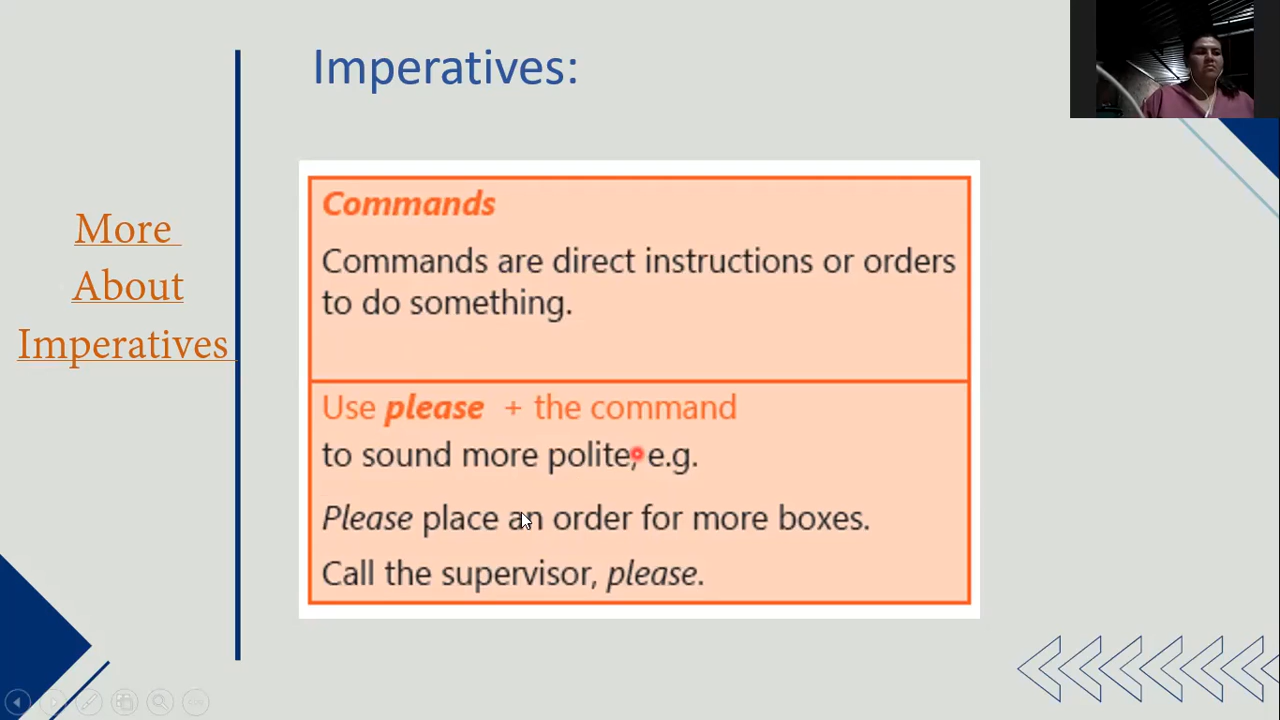 Imperatives:
More
About
Imperatives
Commands
Commands are direct instructions or orders
to do something.
Use please + the command
to sound more polite, e.g.
Please place an order for more boxes.
Call the supervisor, please.